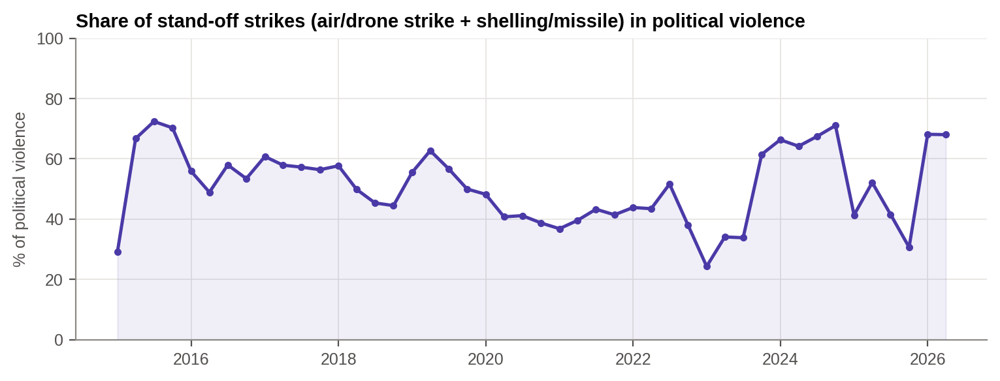 Share of stand-off strikes (air/drone strike + shelling/missile) in political violence
% of political violence
100
80
60
40
20
0
2016 2018 2020 2022 2024 2026